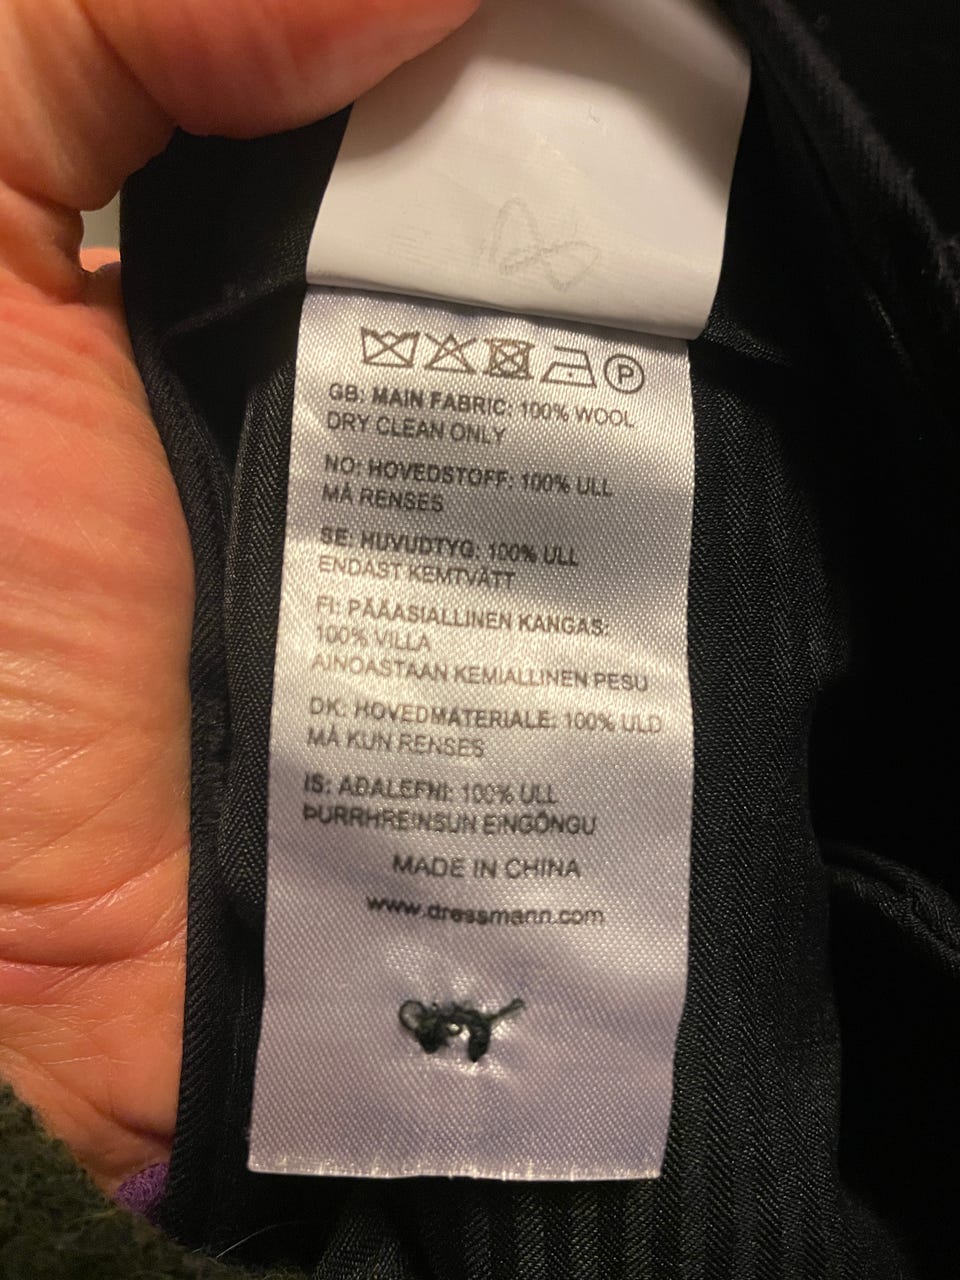 P
GB: MAIN FABRIC: 100% WOOL
DRY CLEAN ONLY
NO: HOVEDSTOFF: 100% ULL
MÅ RENSES
SE: HUVUDTYG: 100% ULL
ENDAST KEMTVÄTT
FI: PÄÄASIALLINEN KANGAS:
100% VILLA
AINOASTAAN KEMIALLINEN PESU
DK: HOVEDMATERIALE: 100% ULD
MÅ KUN RENSES
IS: AÐALEFNI: 100% ULL
ÞURRHREINSUN EINGÖNGU
MADE IN CHINA
www.dressmann.com